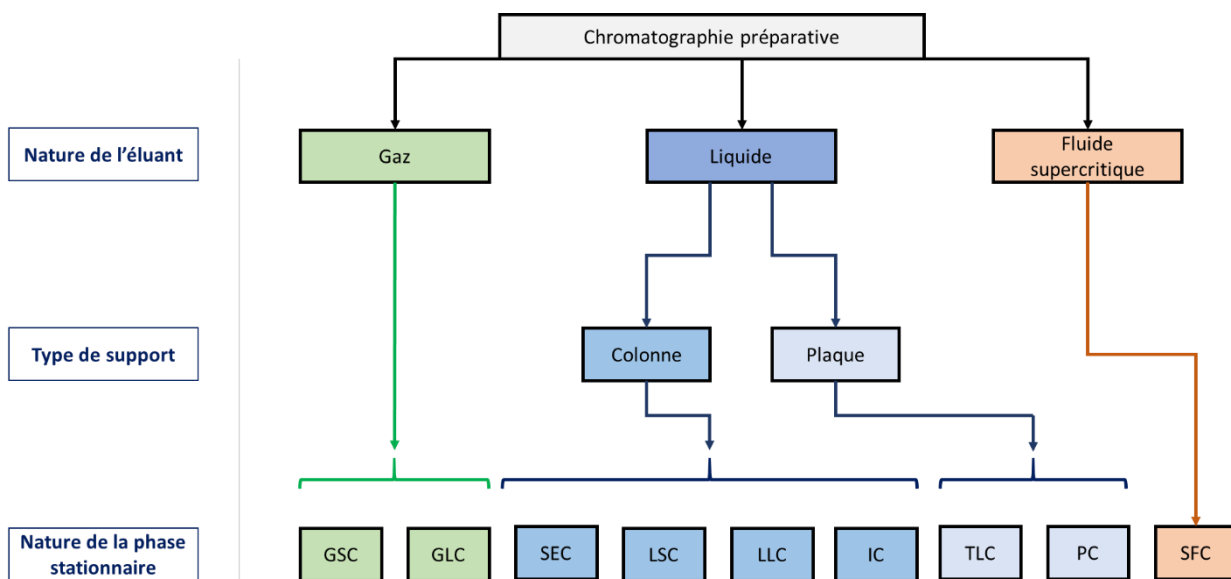 Chromatographie préparative
Nature de l'éluant
Gaz
Liquide
Fluide
supercritique
Type de support
Colonne
Plaque
Nature de la phase
stationnaire
GSC
GLC
SEC
LSC
LLC
IC
TLC
PC
SFC